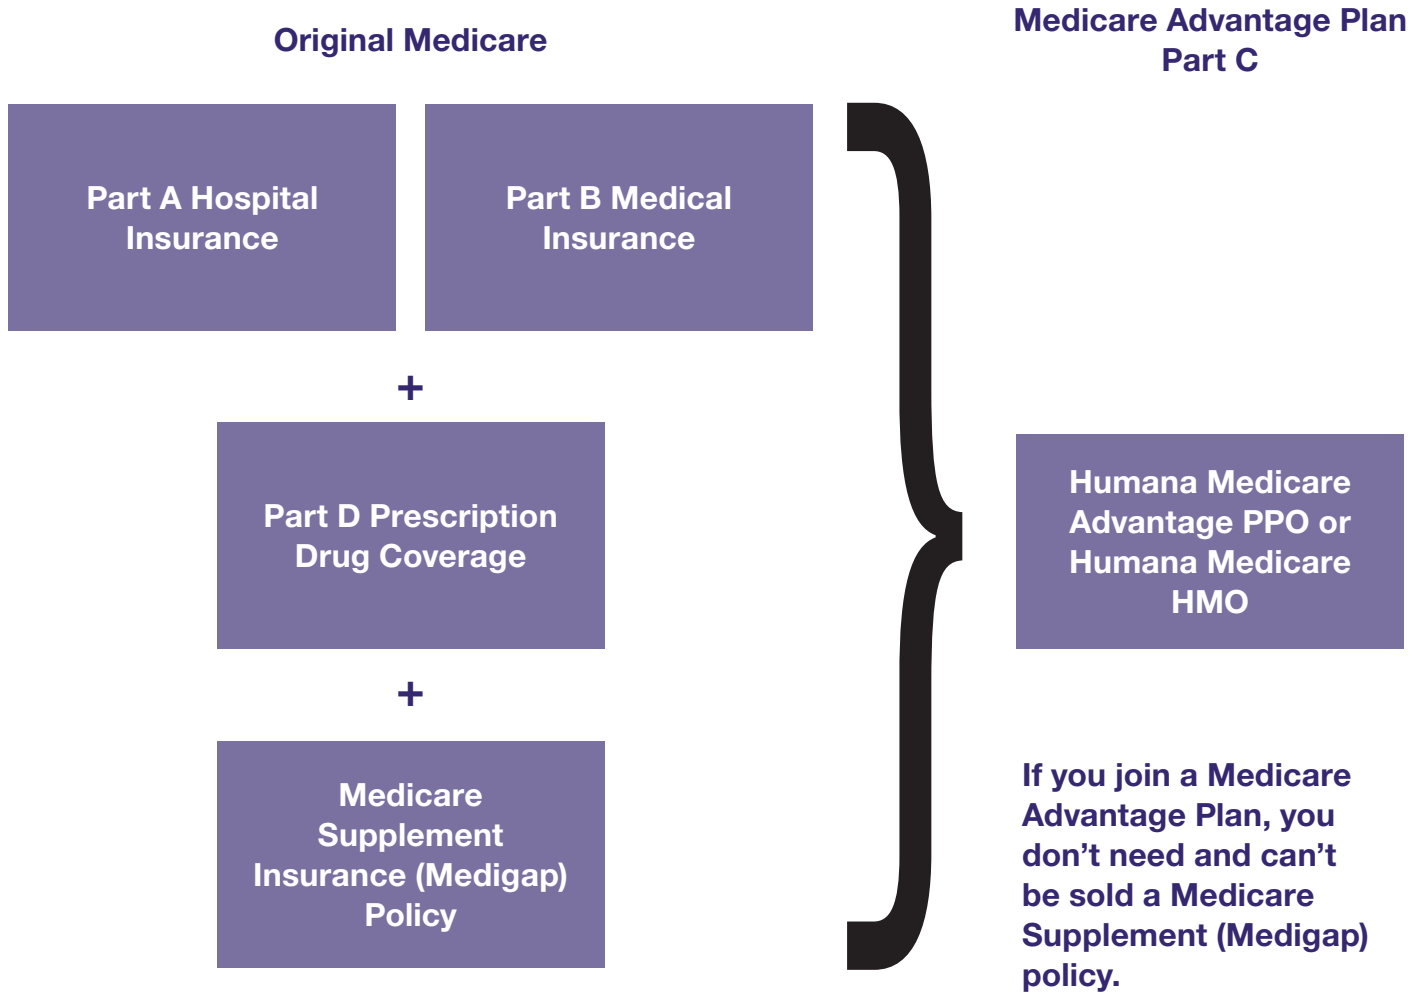 Original Medicare
Part A Hospital
Insurance
Part B Medical
Insurance
+
Part D Prescription
Drug Coverage
+
Medicare
Supplement
Insurance (Medigap)
Policy
Medicare Advantage Plan
Part C
Humana Medicare
Advantage PPO or
Humana Medicare
HMO
If you join a Medicare
Advantage Plan, you
don’t need and can’t
be sold a Medicare
Supplement (Medigap)
policy.